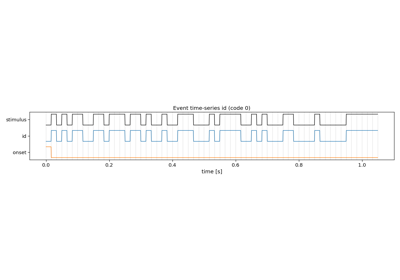 Event time-series id (code 0)
stimulus
id
onset
0.0 0.2 0.4 0.6 0.8 1.0
time [s]